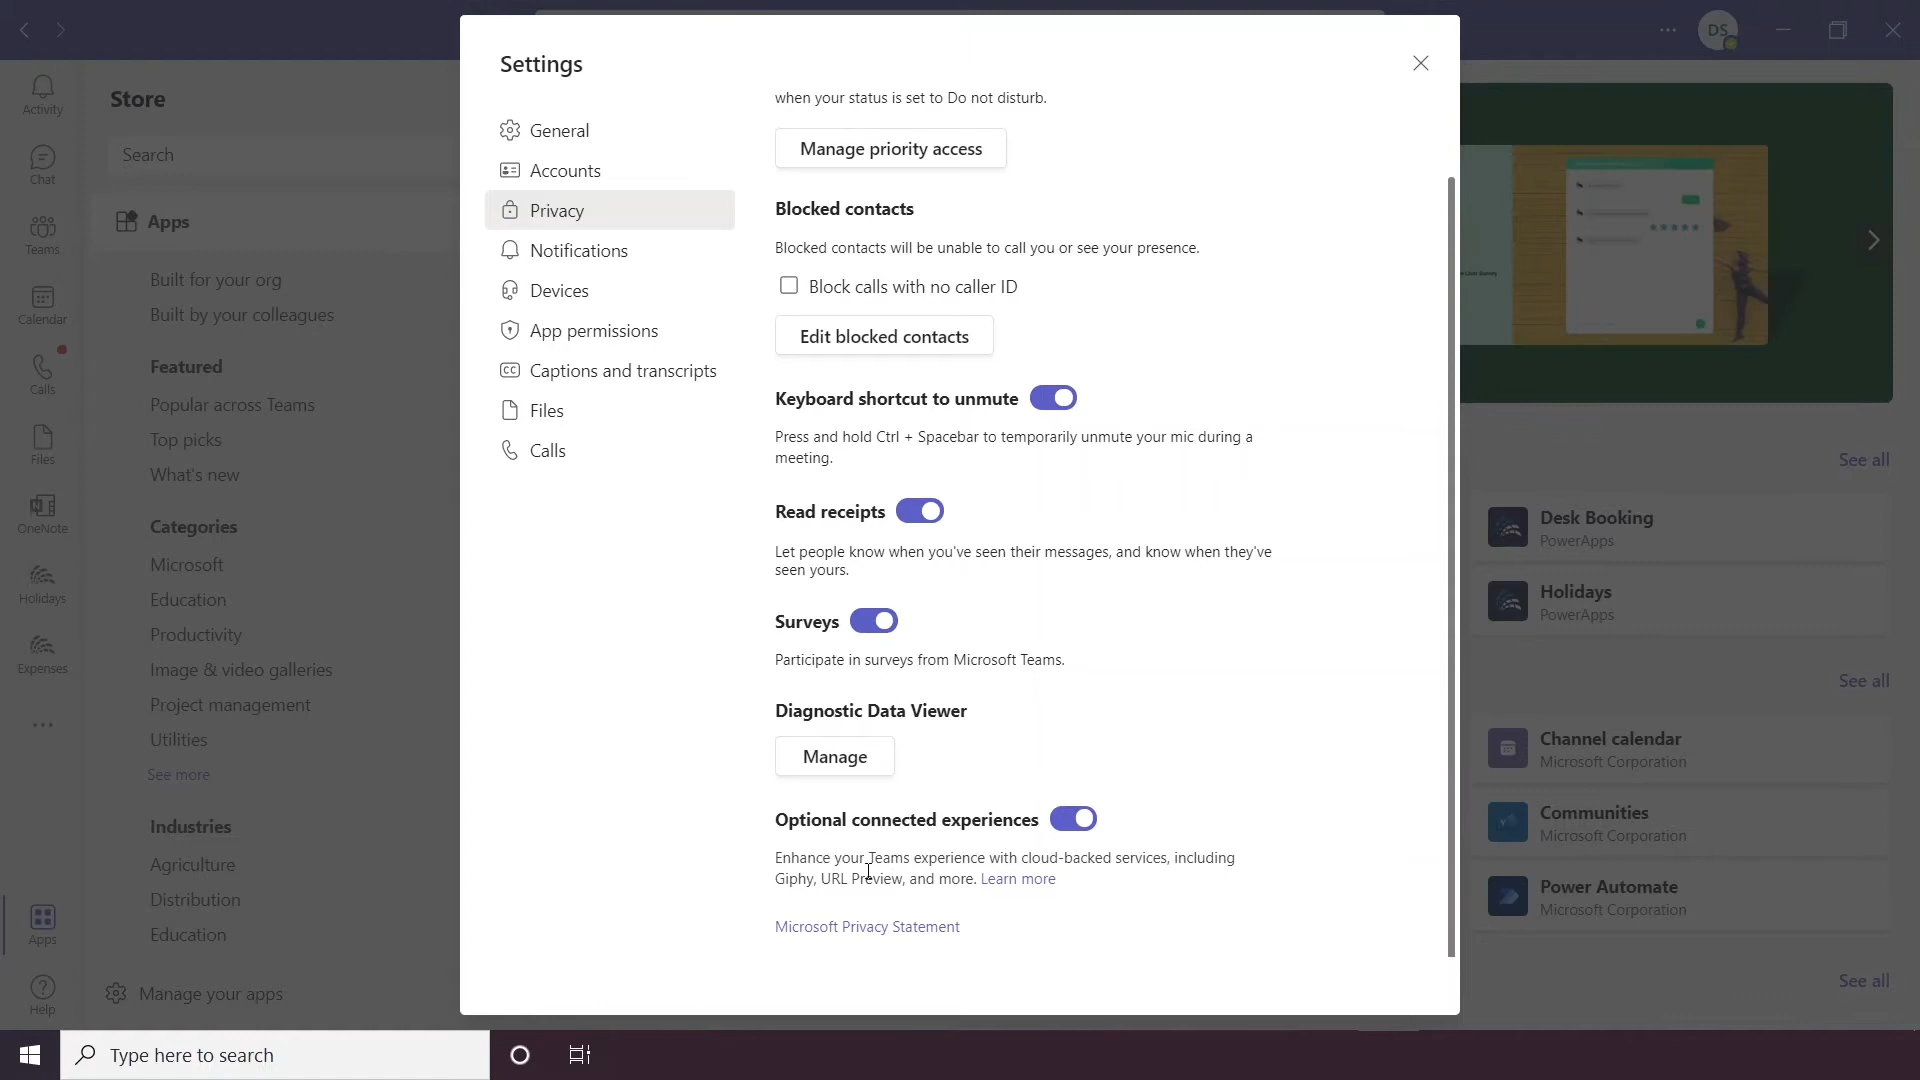 DS
Settings
Store
Search
Apps
Built for your org
Built by your colleagues
Featured
Popular across Teams
Top picks
What's new
Categories
Microsoft
Education
Productivity
Image & video galleries
Project management
Utilities
See more
Industries
Agriculture
Distribution
Education
Manage your apps
Activity
Chat
Teams
Calendar
Calls
Files
OneNote
Holidays
Expenses
Apps
Help
General
Accounts
Privacy
Notifications
Devices
App permissions
CC Captions and transcripts
Files
Calls
when your status is set to Do not disturb.
Manage priority access
Blocked contacts
Blocked contacts will be unable to call you or see your presence.
Block calls with no caller ID
Edit blocked contacts
Keyboard shortcut to unmute
Press and hold Ctrl + Spacebar to temporarily unmute your mic during a
meeting.
Read receipts
Let people know when you've seen their messages, and know when they've
seen yours.
Surveys
Participate in surveys from Microsoft Teams.
Diagnostic Data Viewer
Manage
Optional connected experiences
Enhance your Teams experience with cloud-backed services, including
Giphy, URL Preview, and more. Learn more
Microsoft Privacy Statement
See all
Desk Booking
PowerApps
Holidays
PowerApps
See all
Channel calendar
Microsoft Corporation
Communities
Microsoft Corporation
Power Automate
Microsoft Corporation
See all
Type here to search